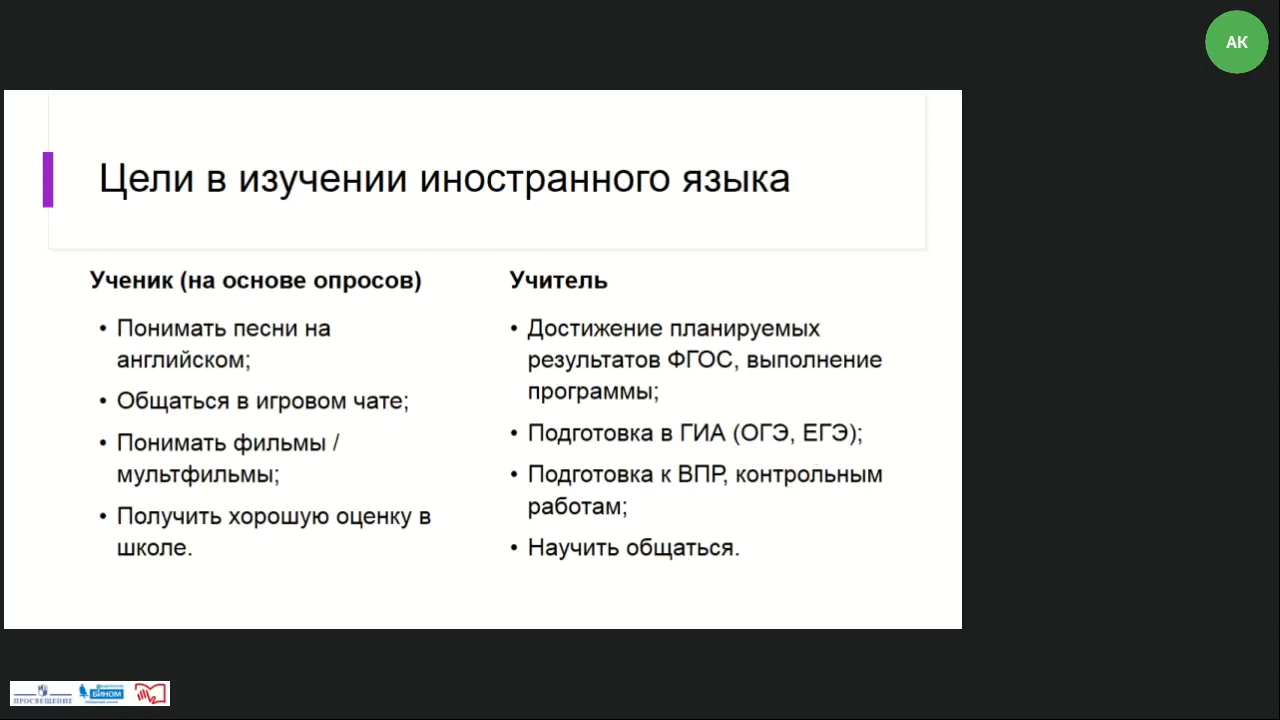 АК
Цели в изучении иностранного языка
Ученик (на основе опросов)
• Понимать песни на
английском;
• Общаться в игровом чате;
• Понимать фильмы /
мультфильмы;
• Получить хорошую оценку в
школе.
Учитель
• Достижение планируемых
результатов ФГОС, выполнение
программы;
• Подготовка в ГИА (ОГЭ, ЕГЭ);
• Подготовка к ВПР, контрольным
работам;
• Научить общаться.
ПРОСВЕЩЕНИЕ
БИНОМ